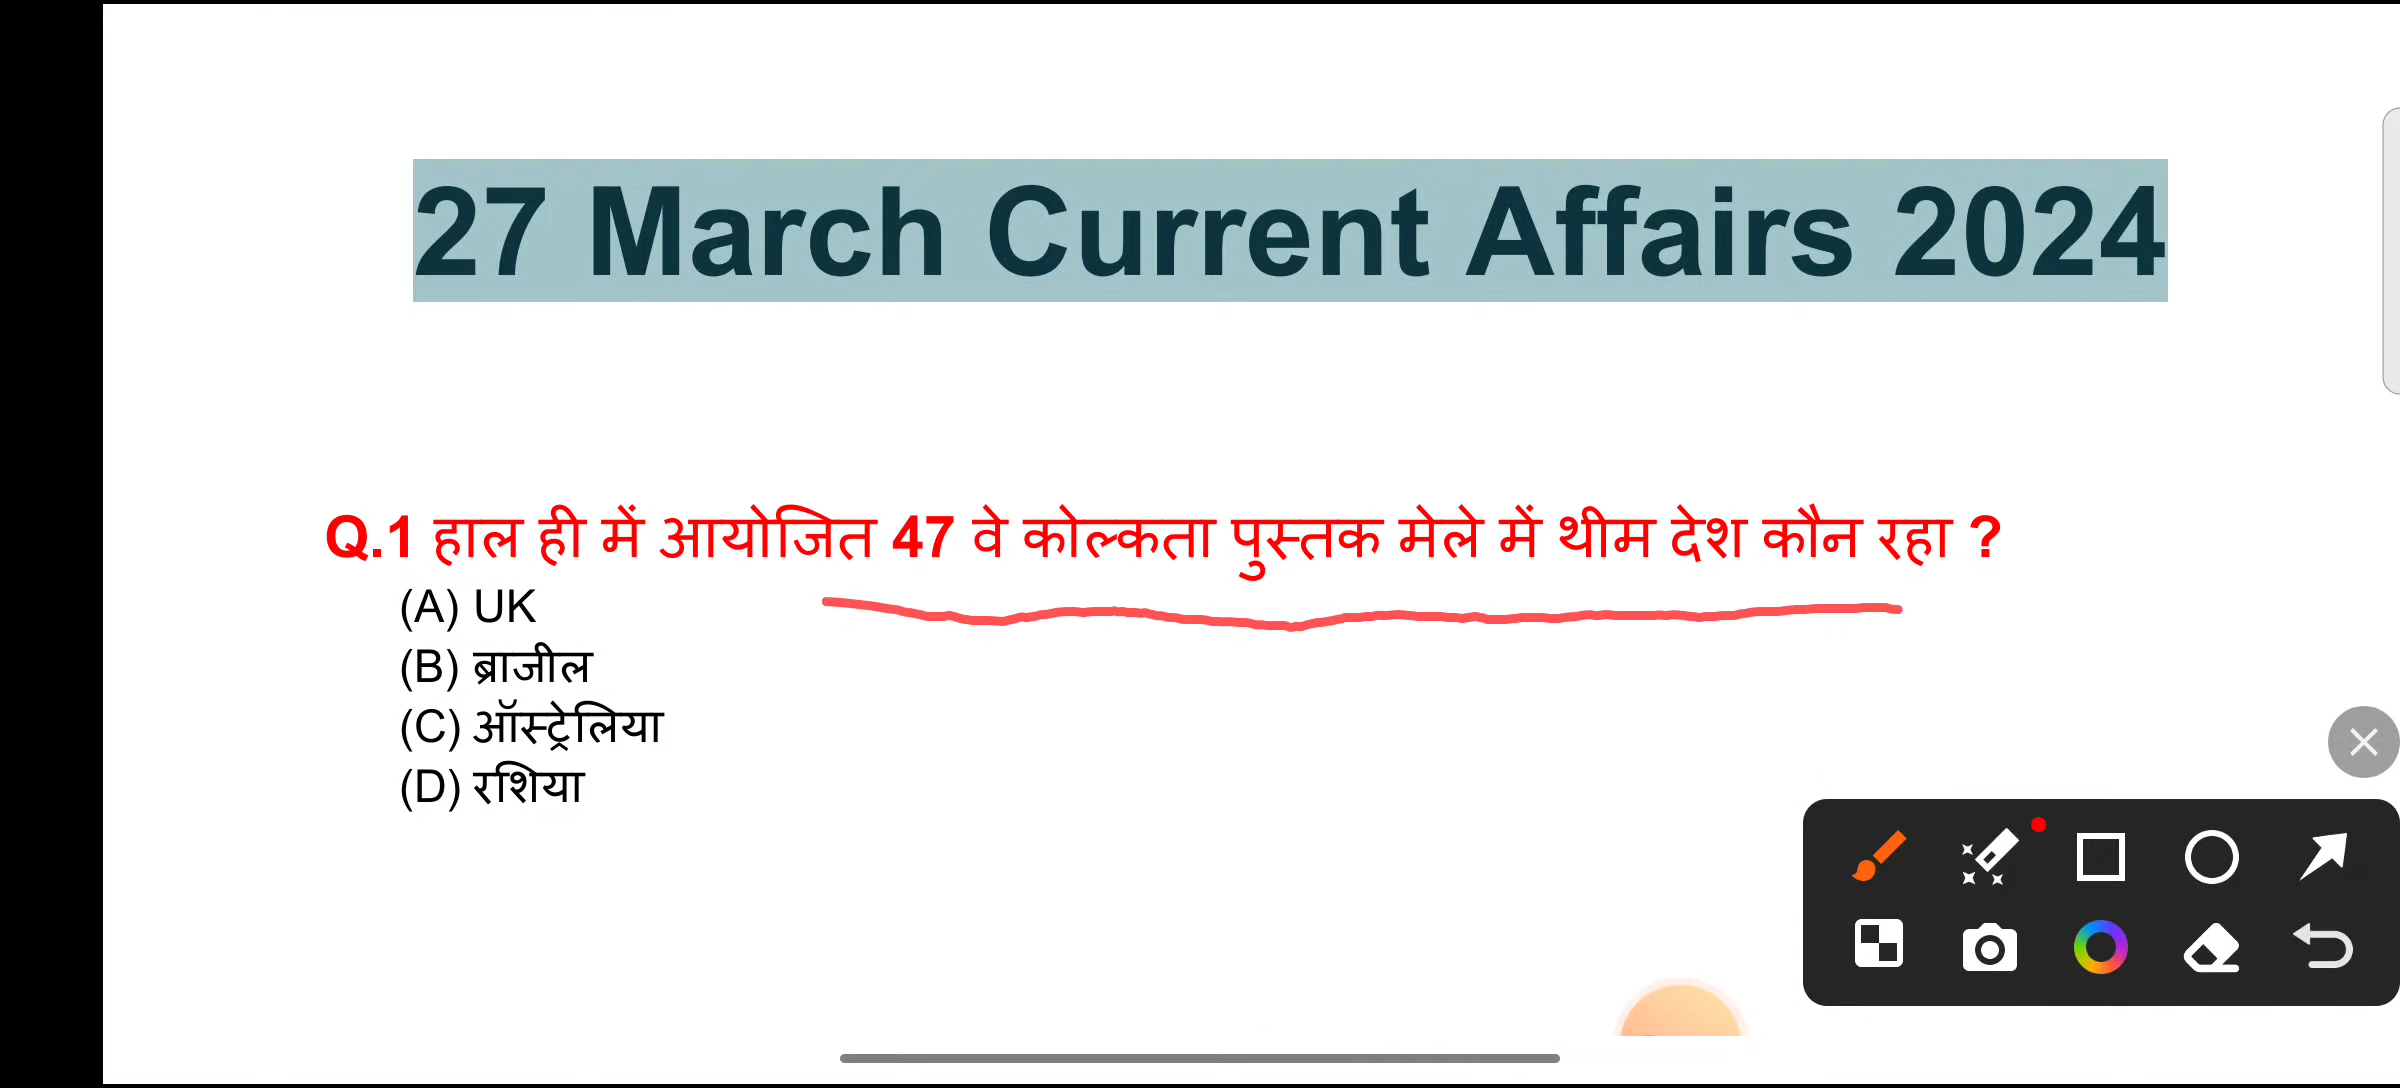 27 March Current Affairs 2024
Q.1 हाल ही में आयोजित 47 वे कोल्कता पुस्तक मेले में थीम देश कौन रहा ?
(A) UK
(B) ब्राजील
(C) ऑस्ट्रेलिया
(D) रशिया